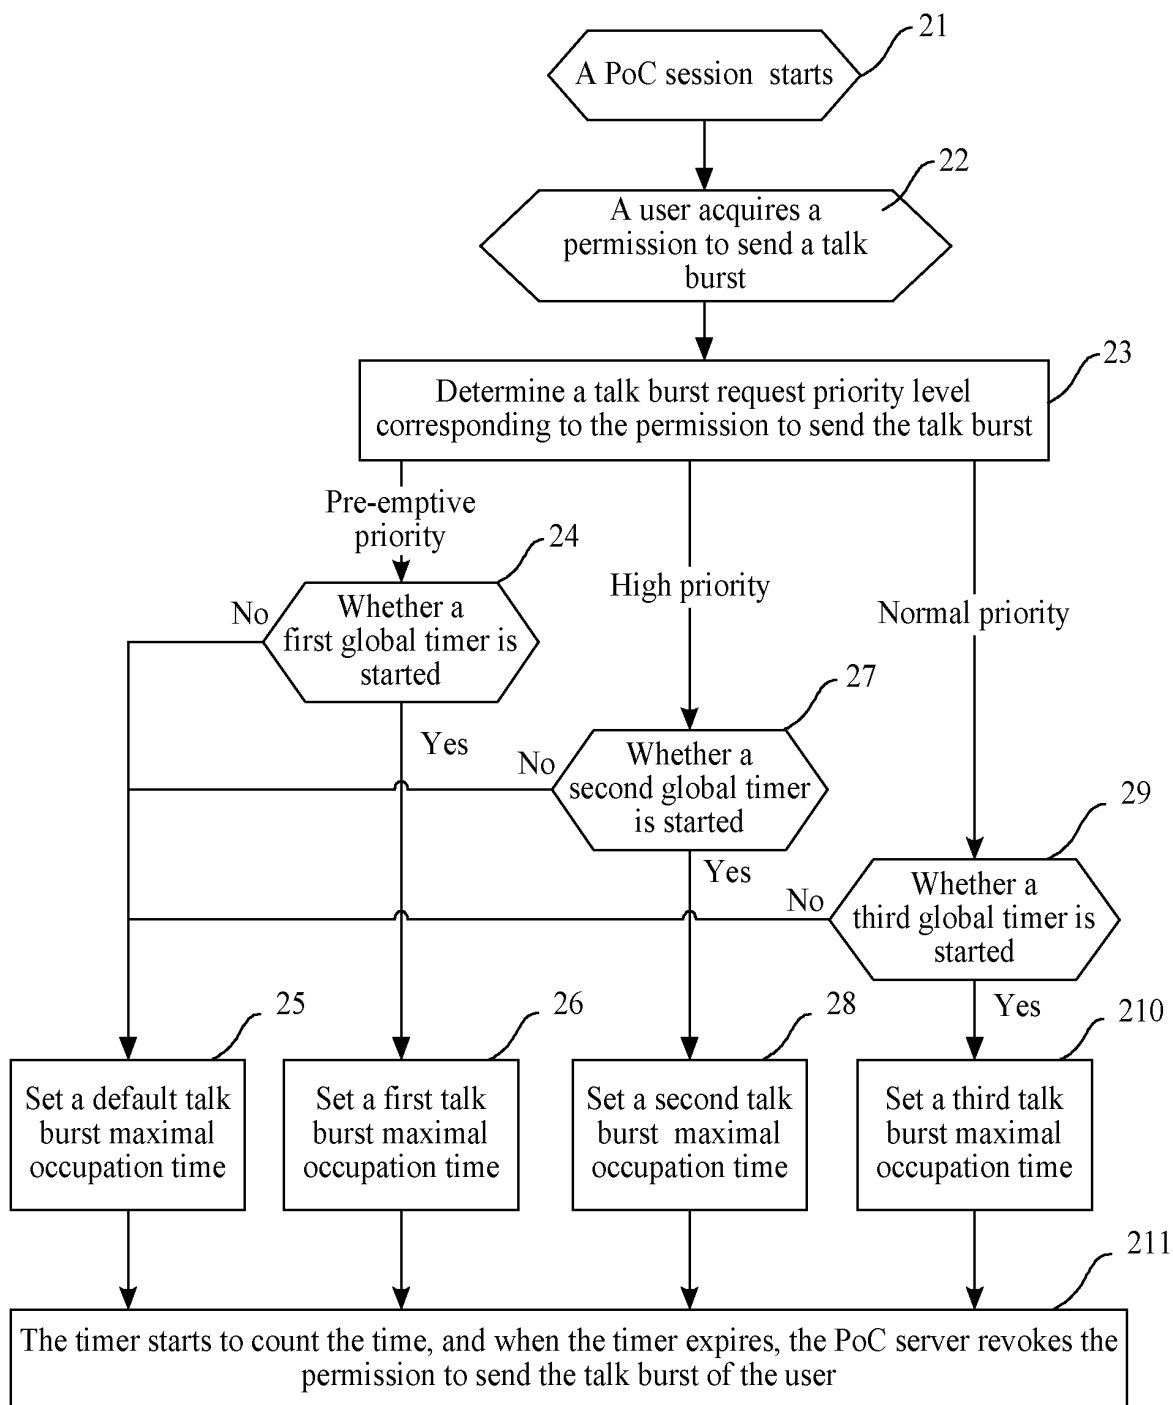 21
A PoC session starts
22
A user acquires a
permission to send a talk
burst
23
Determine a talk burst request priority level
corresponding to the permission to send the talk burst
Pre-emptive
priority
High priority
Normal priority
24
No
Whether a
first global timer is
started
Yes
27
No
Whether a
second global timer
is started
Yes
29
No
Whether a
third global timer is
started
Yes
25
Set a default talk
burst maximal
occupation time
26
Set a first talk
burst maximal
occupation time
28
Set a second talk
burst maximal
occupation time
210
Set a third talk
burst maximal
occupation time
211
The timer starts to count the time, and when the timer expires, the PoC server revokes the
permission to send the talk burst of the user